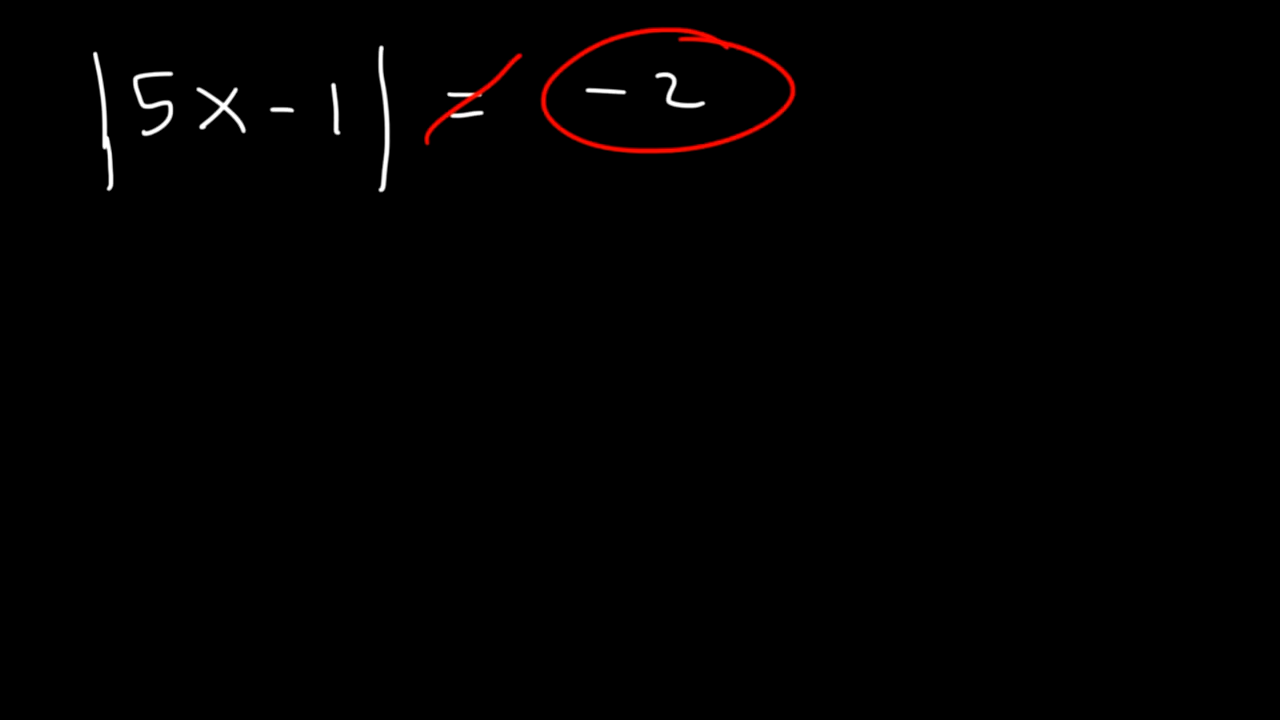 |5x - 1| ≠ -2